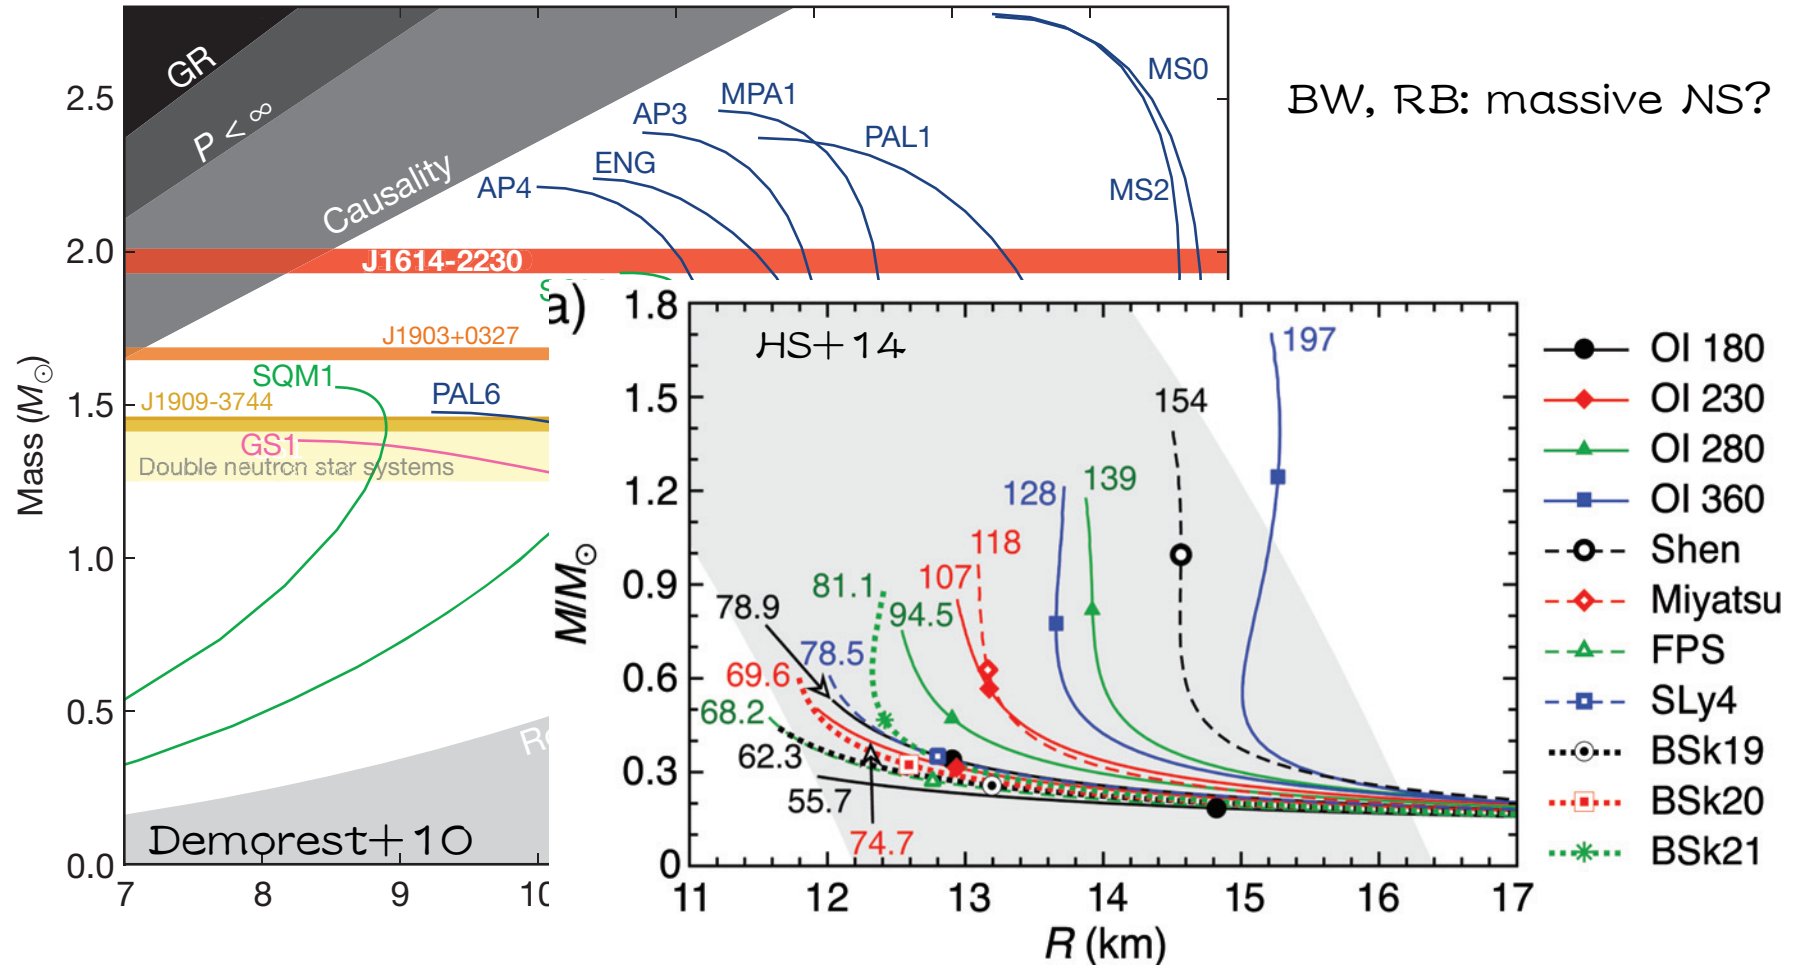 GR
P < ∞
Causality
AP4
ENG
AP3
MPA1
PAL1
MS0
MS2
BW, RB: massive NS?
2.5
2.0
1.5
1.0
0.5
0.0
Mass (M☉)
J1614-2230
J1903+0327
SQM1
J1909-3744
PAL6
GS1
Double neutron star systems
Demorest+10
7 8 9 10
a)
HS+14
1.8
1.5
1.2
0.9
0.6
0.3
0
M/M☉
197
154
139
128
118
107
94.5
81.1
78.9
78.5
69.6
68.2
62.3
55.7
74.7
11 12 13 14 15 16 17
R (km)
OI 180
OI 230
OI 280
OI 360
Shen
Miyatsu
FPS
SLy4
BSk19
BSk20
BSk21